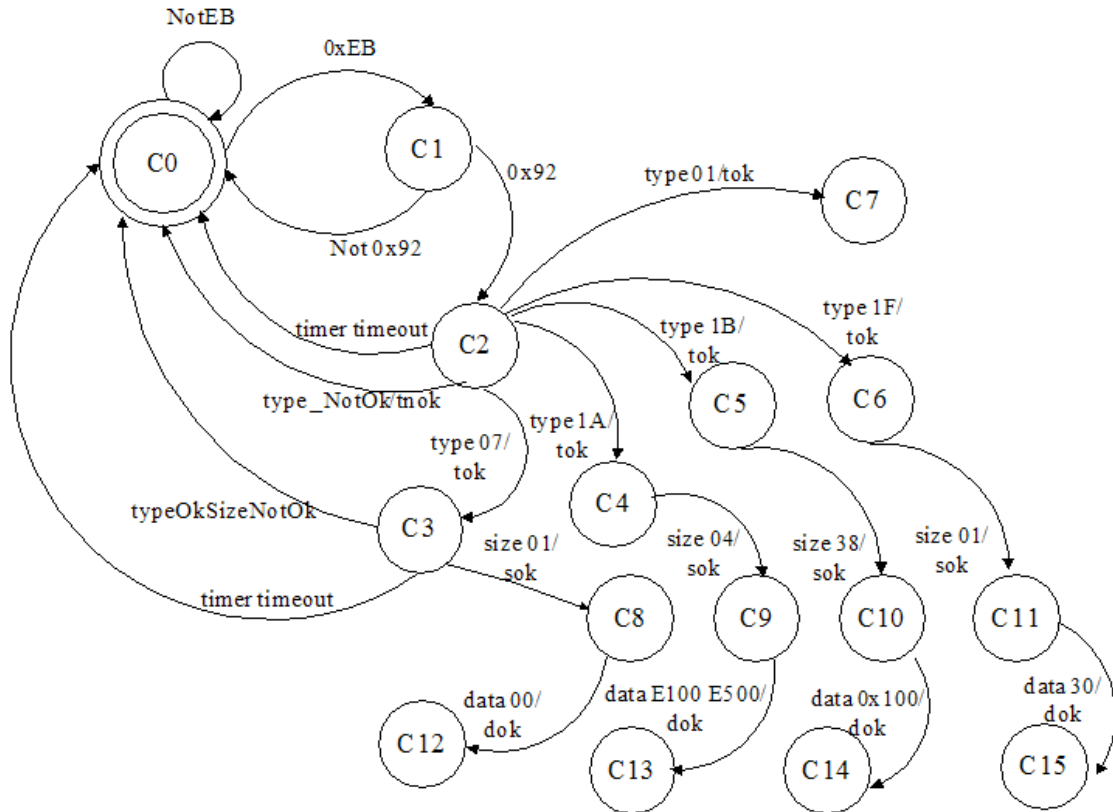 NotEB
0xEB
C0
C1
0x92
type 01/tok
C7
Not 0x92
type 1F/
tok
timer timeout
C2
type 1B/
tok
C5
C6
type_NotOk/tnok
type 07/
tok
type 1A/
tok
typeOkSizeNotOk
C3
C4
size 01/
sok
size 04/
sok
size 38/
sok
size 01/
sok
timer timeout
C8
C9
C10
C11
data 00/
dok
data E100 E500/
dok
data 0x100/
dok
data 30/
dok
C12
C13
C14
C15